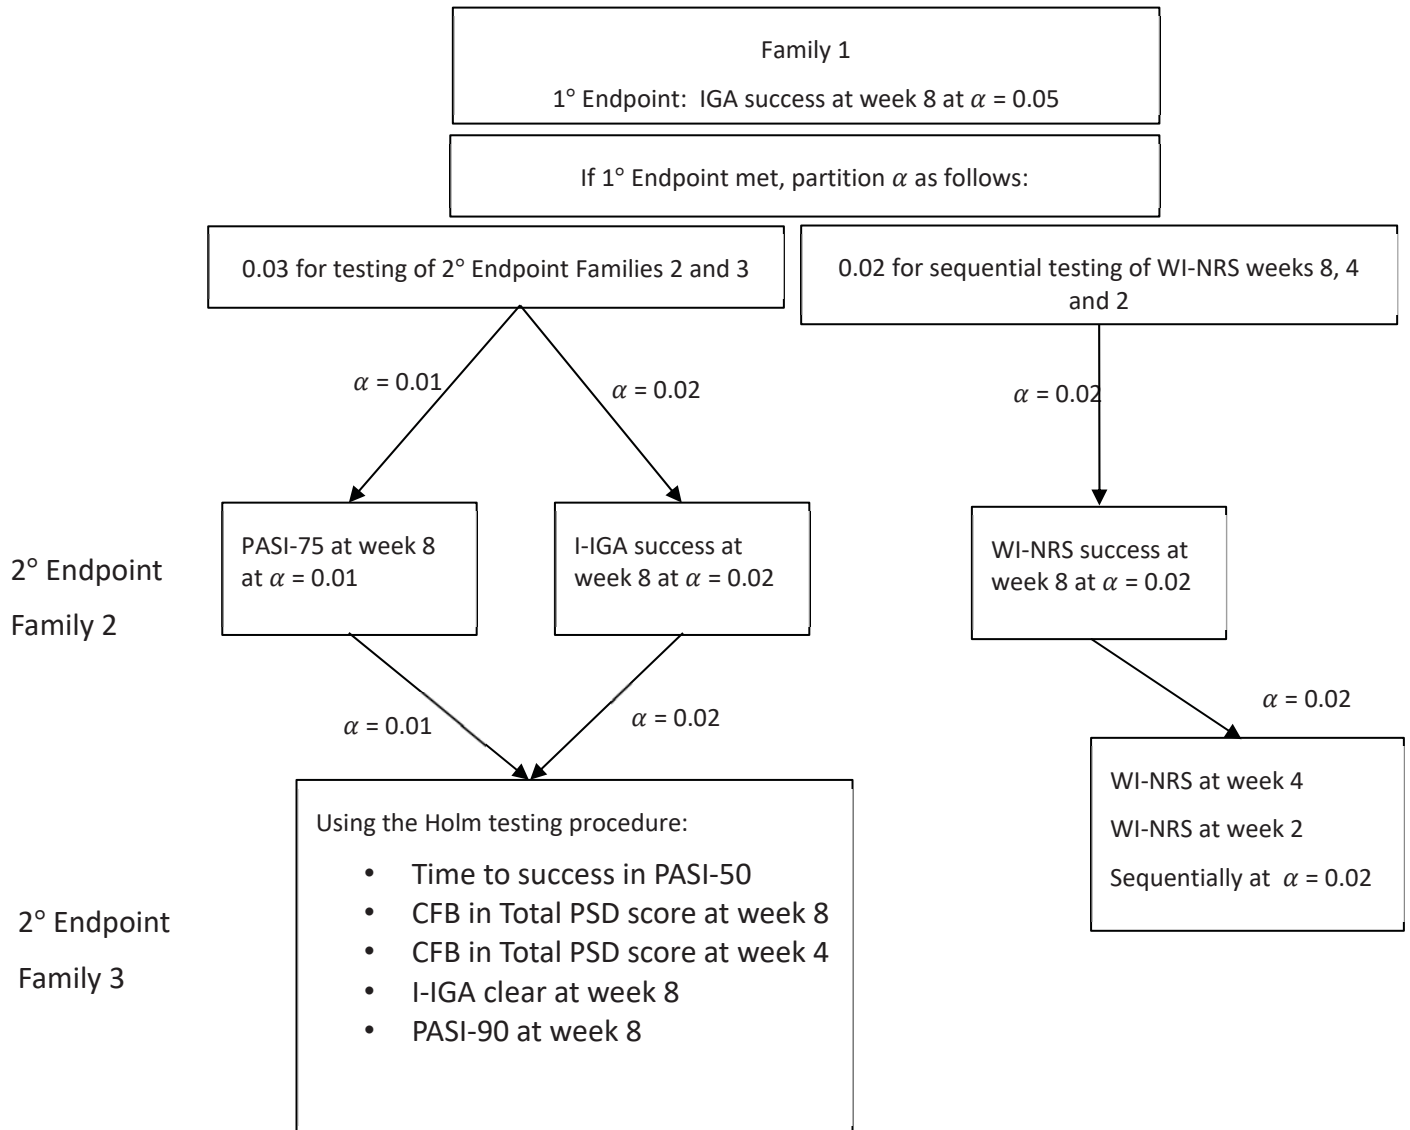 Family 1
1° Endpoint:  IGA success at week 8 at 𝛼 = 0.05
If 1° Endpoint met, partition 𝛼 as follows:
0.03 for testing of 2° Endpoint Families 2 and 3
0.02 for sequential testing of WI-NRS weeks 8, 4
and 2
𝛼 = 0.01
𝛼 = 0.02
𝛼 = 0.02
2° Endpoint
Family 2
PASI-75 at week 8
at 𝛼 = 0.01
I-IGA success at
week 8 at 𝛼 = 0.02
WI-NRS success at
week 8 at 𝛼 = 0.02
𝛼 = 0.01
𝛼 = 0.02
𝛼 = 0.02
2° Endpoint
Family 3
Using the Holm testing procedure:
• Time to success in PASI-50
• CFB in Total PSD score at week 8
• CFB in Total PSD score at week 4
• I-IGA clear at week 8
• PASI-90 at week 8
WI-NRS at week 4
WI-NRS at week 2
Sequentially at  𝛼 = 0.02